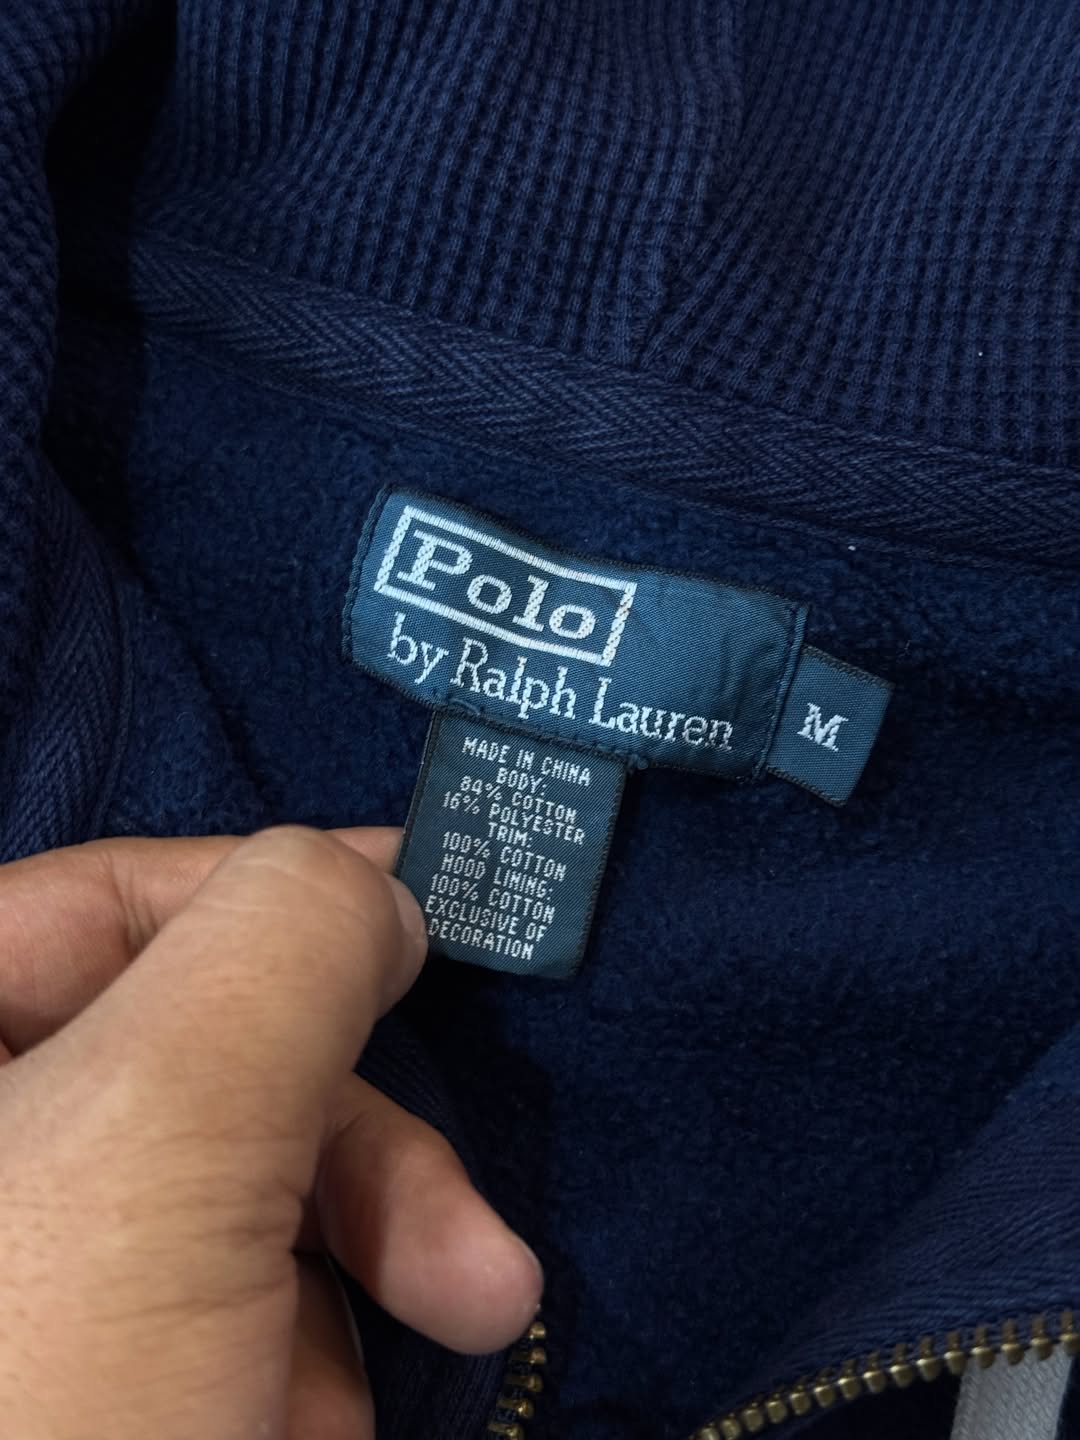 Polo
by Ralph Lauren
M
MADE IN CHINA
BODY:
84% COTTON
16% POLYESTER
TRIM:
100% COTTON
HOOD LINING:
100% COTTON
EXCLUSIVE OF
DECORATION